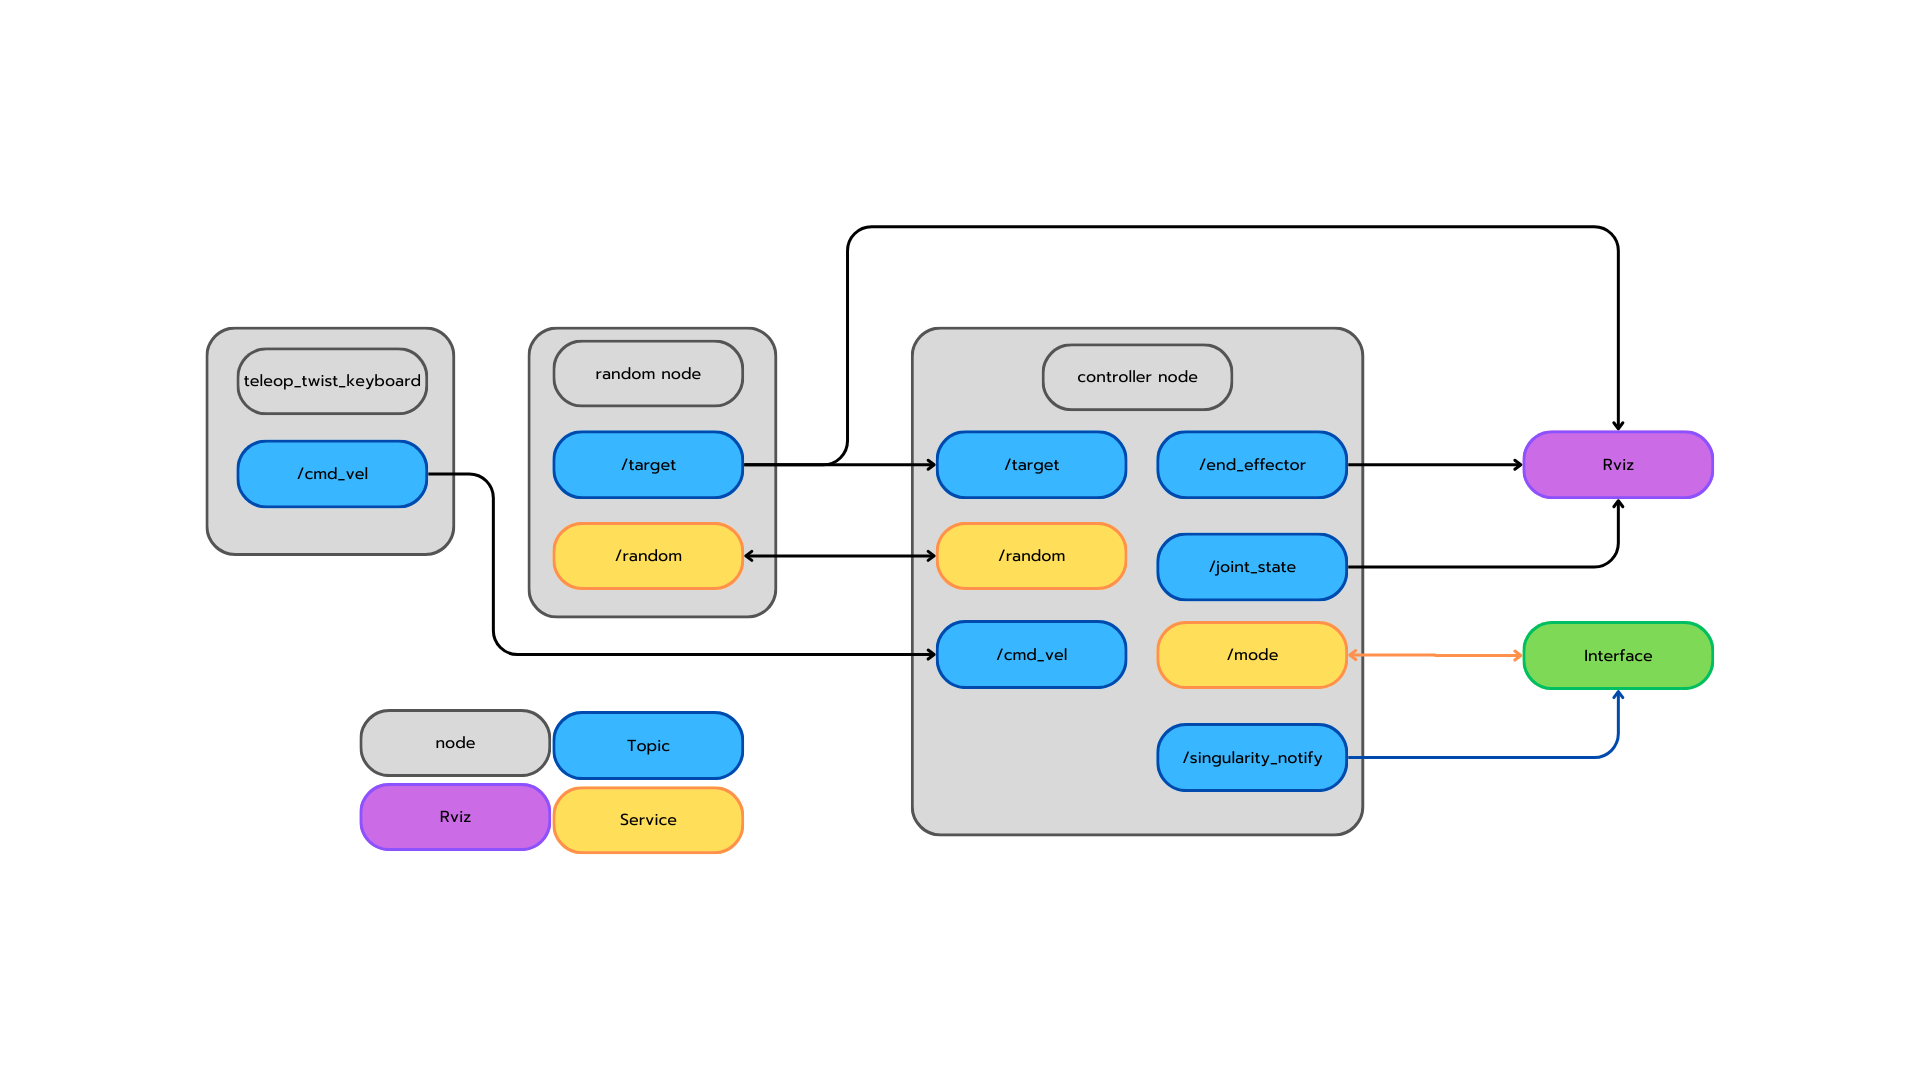 teleop_twist_keyboard
/cmd_vel
random node
/target
/random
controller node
/target
/end_effector
/random
/joint_state
/cmd_vel
/mode
/singularity_notify
Rviz
Interface
node
Topic
Rviz
Service